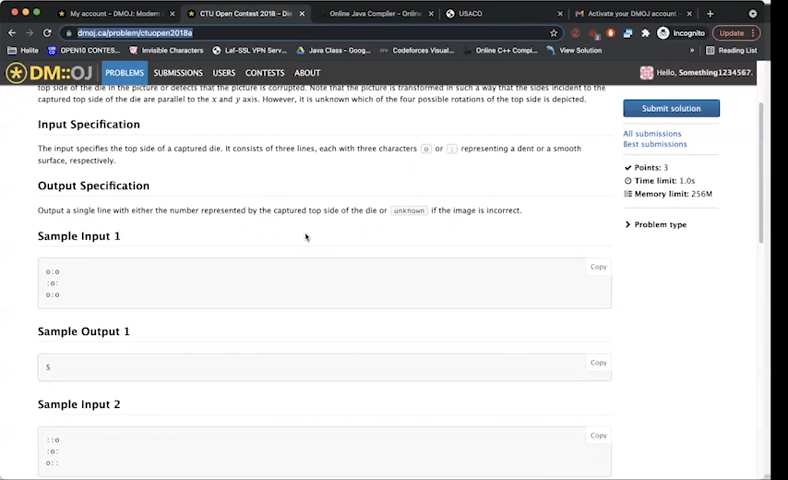 My account - DMOJ: Modern
CTU Open Contest 2018 - Die
Online Java Compiler - Online
USACO
Activate your DMOJ account -
dmoj.ca/problem/ctuopen2018a
Incognito
Update
Halite
OPEN10 CONTES...
Invisible Characters
Laf-SSL VPN Serv...
Java Class - Goog...
Codeforces Visual...
Online C++ Compi...
View Solution
»
Reading List
DM::OJ
PROBLEMS
SUBMISSIONS
USERS
CONTESTS
ABOUT
Hello, Something1234567.
top side of the die in the picture or detects that the picture is corrupted. Note that the picture is transformed in such a way that the sides incident to the
captured top side of the die are parallel to the x and y axis. However, it is unknown which of the four possible rotations of the top side is depicted.
Input Specification
The input specifies the top side of a captured die. It consists of three lines, each with three characters o or : representing a dent or a smooth
surface, respectively.
Output Specification
Output a single line with either the number represented by the captured top side of the die or unknown if the image is incorrect.
Sample Input 1
Copy
o:o
:o:
o:o
Sample Output 1
Copy
5
Sample Input 2
Copy
::o
:o:
o::
Submit solution
All submissions
Best submissions
Points: 3
Time limit: 1.0s
Memory limit: 256M
Problem type